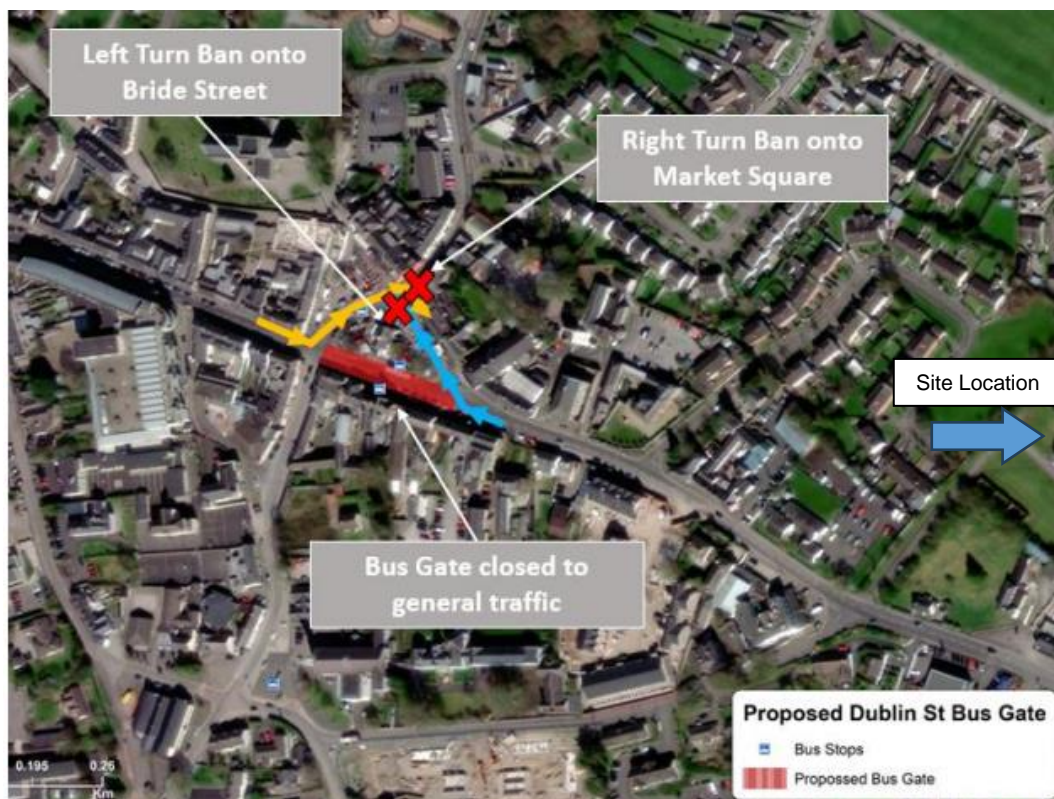 Left Turn Ban onto
Bride Street
Right Turn Ban onto
Market Square
Site Location
Bus Gate closed to
general traffic
Proposed Dublin St Bus Gate
Bus Stops
Propossed Bus Gate
0.195 0.26
Km